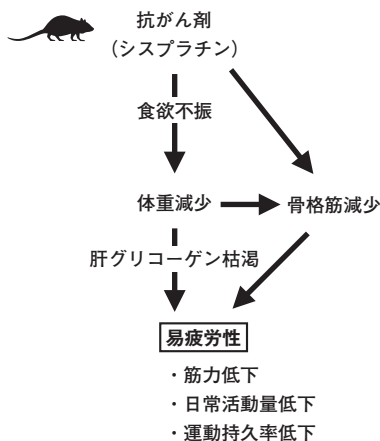 抗がん剤
(シスプラチン)
食欲不振
体重減少
骨格筋減少
肝グリコーゲン枯渇
易疲労性
・筋力低下
・日常活動量低下
・運動持久率低下